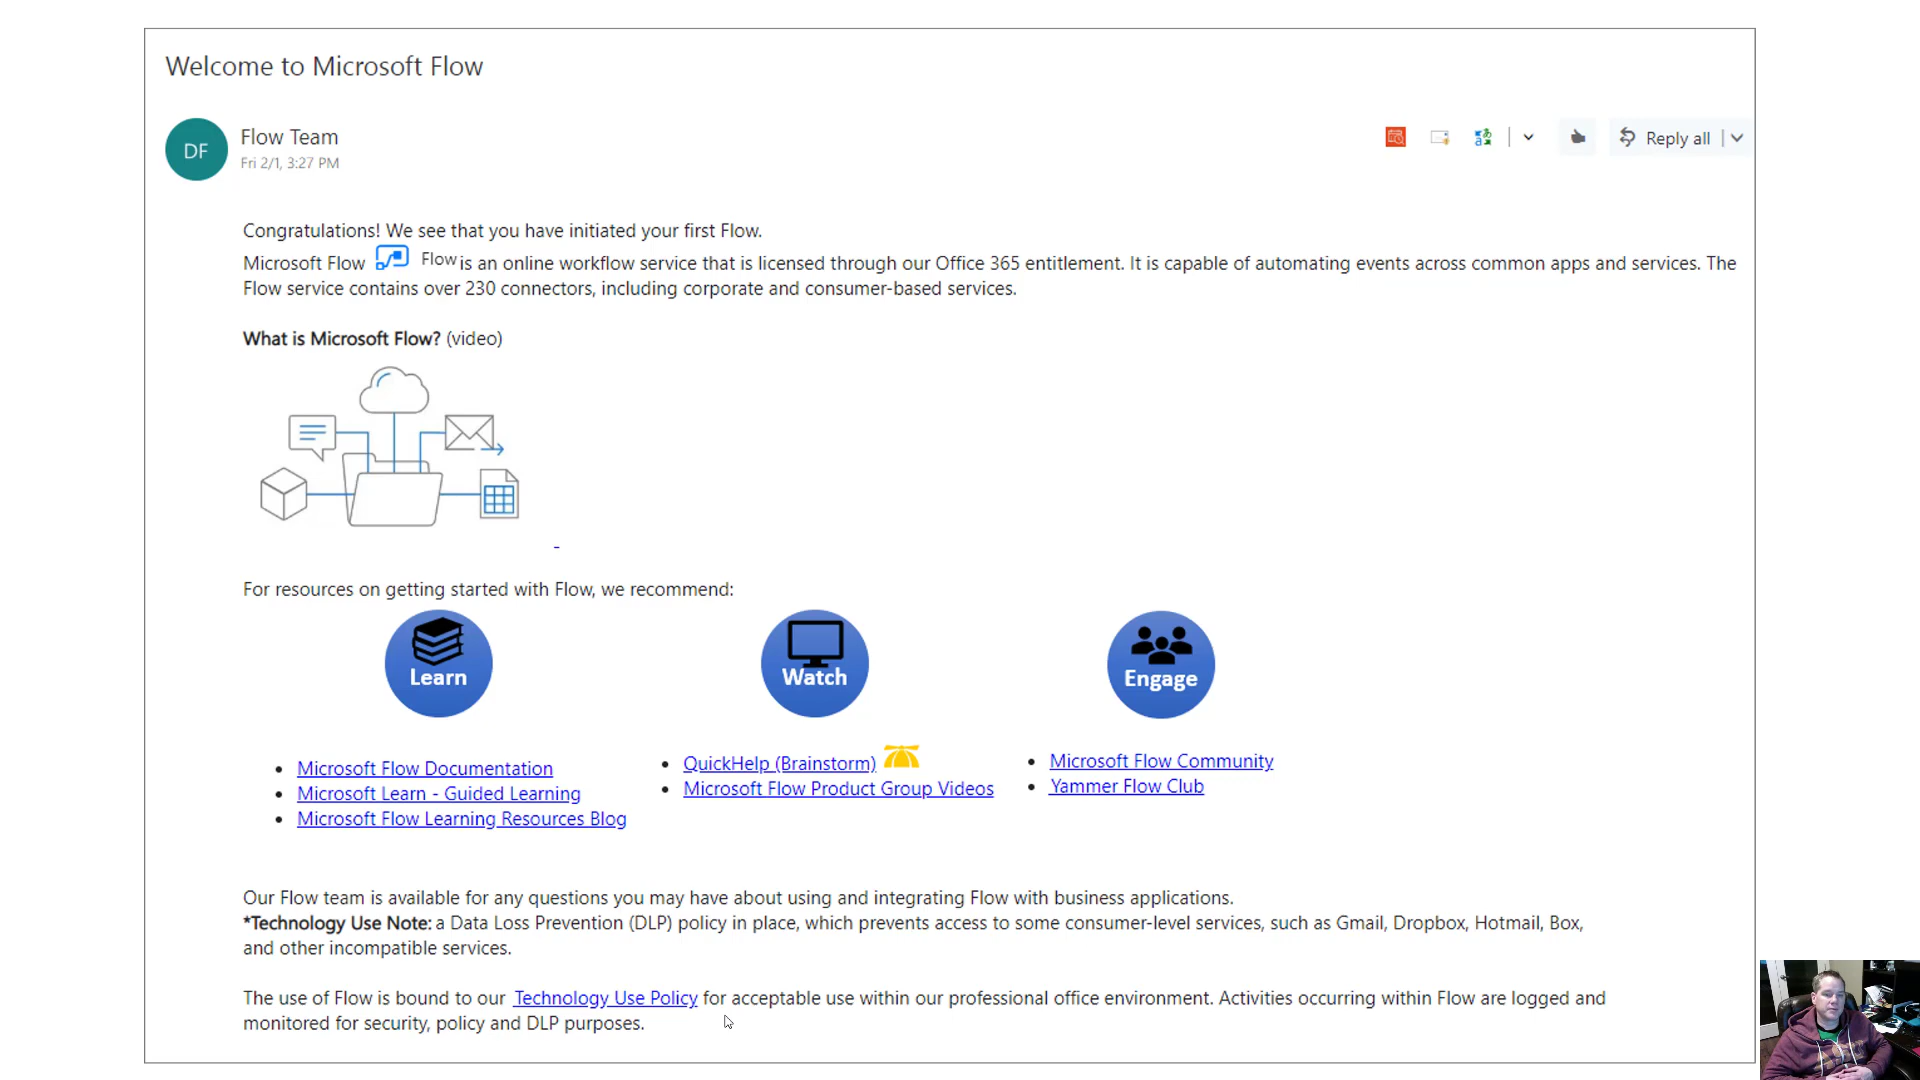 Welcome to Microsoft Flow
DF
Flow Team
Fri 2/1, 3:27 PM
Reply all
Congratulations! We see that you have initiated your first Flow.
Microsoft Flow Flow is an online workflow service that is licensed through our Office 365 entitlement. It is capable of automating events across common apps and services. The
Flow service contains over 230 connectors, including corporate and consumer-based services.
What is Microsoft Flow? (video)
For resources on getting started with Flow, we recommend:
Learn
Watch
Engage
• Microsoft Flow Documentation
• Microsoft Learn - Guided Learning
• Microsoft Flow Learning Resources Blog
• QuickHelp (Brainstorm)
• Microsoft Flow Product Group Videos
• Microsoft Flow Community
• Yammer Flow Club
Our Flow team is available for any questions you may have about using and integrating Flow with business applications.
*Technology Use Note: a Data Loss Prevention (DLP) policy in place, which prevents access to some consumer-level services, such as Gmail, Dropbox, Hotmail, Box,
and other incompatible services.
The use of Flow is bound to our Technology Use Policy for acceptable use within our professional office environment. Activities occurring within Flow are logged and
monitored for security, policy and DLP purposes.